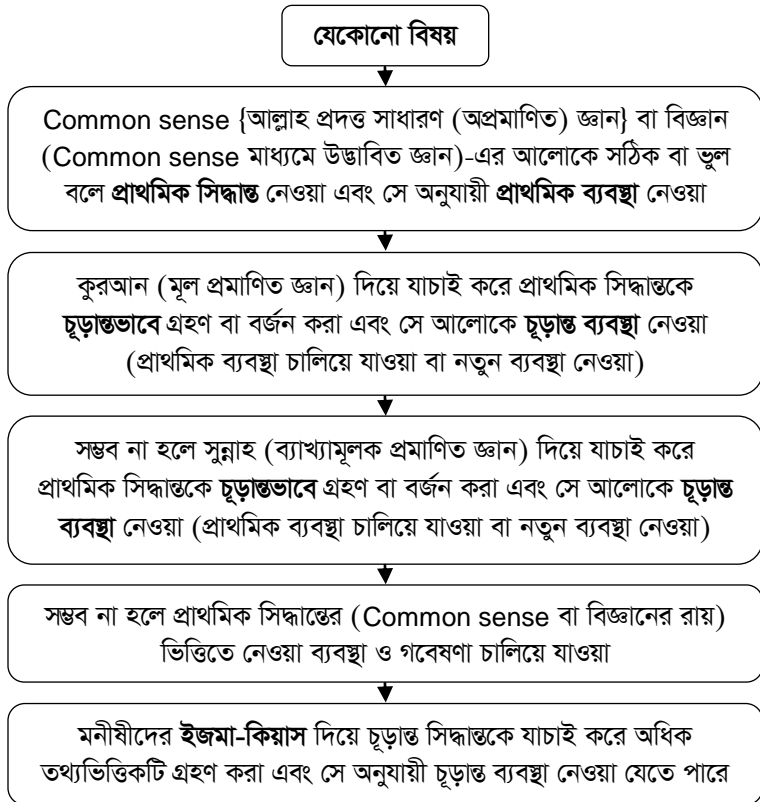 যেকোনো বিষয়
Common sense {আল্লাহ প্রদত্ত সাধারণ (অপ্রমাণিত) জ্ঞান} বা বিজ্ঞান
(Common sense মাধ্যমে উদ্ভাবিত জ্ঞান)-এর আলোকে সঠিক বা ভুল
বলে প্রাথমিক সিদ্ধান্ত নেওয়া এবং সে অনুযায়ী প্রাথমিক ব্যবস্থা নেওয়া
কুরআন (মূল প্রমাণিত জ্ঞান) দিয়ে যাচাই করে প্রাথমিক সিদ্ধান্তকে
চূড়ান্তভাবে গ্রহণ বা বর্জন করা এবং সে আলোকে চূড়ান্ত ব্যবস্থা নেওয়া
(প্রাথমিক ব্যবস্থা চালিয়ে যাওয়া বা নতুন ব্যবস্থা নেওয়া)
সম্ভব না হলে সুন্নাহ (ব্যাখ্যামূলক প্রমাণিত জ্ঞান) দিয়ে যাচাই করে
প্রাথমিক সিদ্ধান্তকে চূড়ান্তভাবে গ্রহণ বা বর্জন করা এবং সে আলোকে চূড়ান্ত
ব্যবস্থা নেওয়া (প্রাথমিক ব্যবস্থা চালিয়ে যাওয়া বা নতুন ব্যবস্থা নেওয়া)
সম্ভব না হলে প্রাথমিক সিদ্ধান্তের (Common sense বা বিজ্ঞানের রায়)
ভিত্তিতে নেওয়া ব্যবস্থা ও গবেষণা চালিয়ে যাওয়া
মনীষীদের ইজমা-কিয়াস দিয়ে চূড়ান্ত সিদ্ধান্তকে যাচাই করে অধিক
তথ্যভিত্তিকটি গ্রহণ করা এবং সে অনুযায়ী চূড়ান্ত ব্যবস্থা নেওয়া যেতে পারে